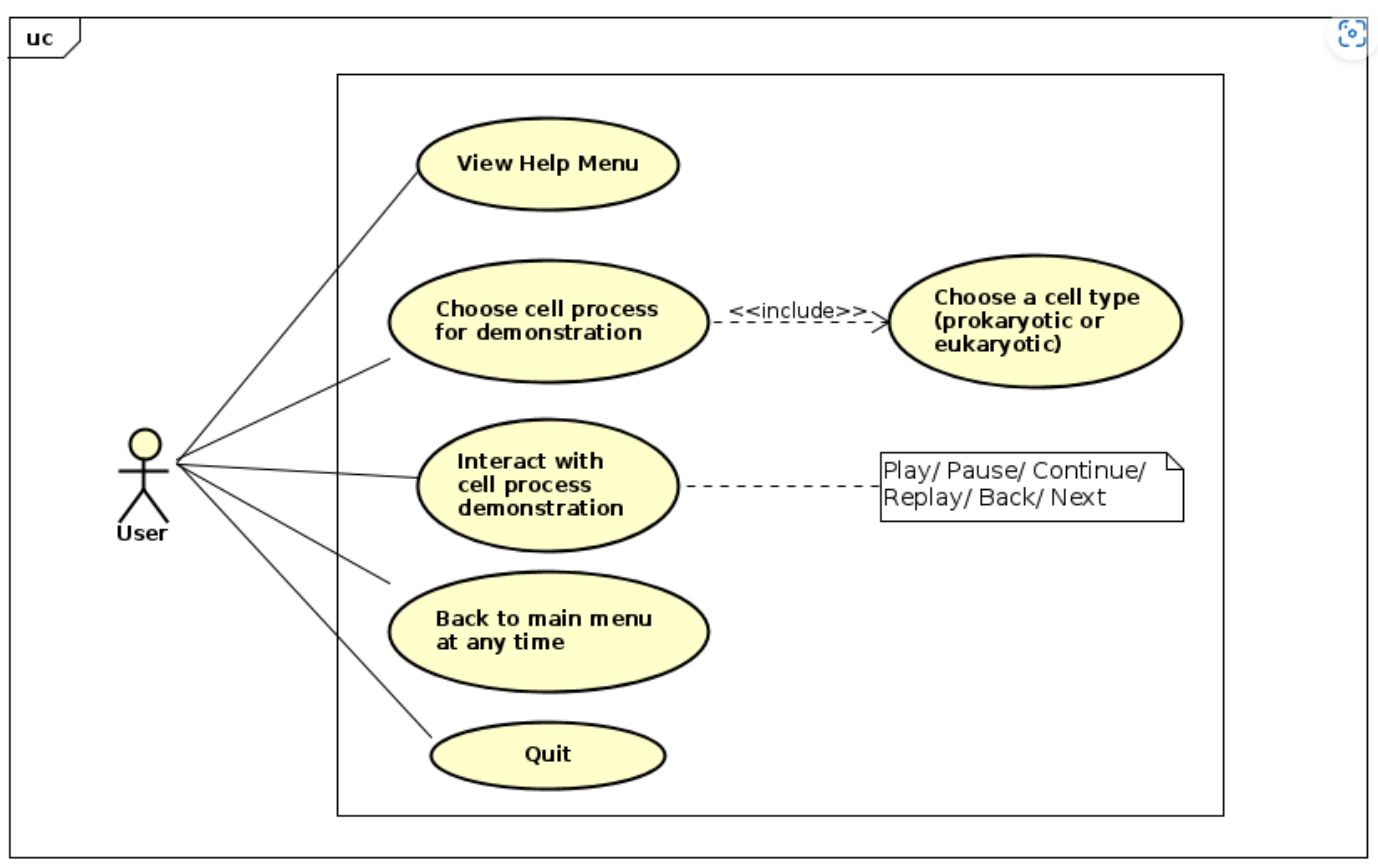 uc
View Help Menu
Choose cell process
for demonstration
<<include>>
Choose a cell type
(prokaryotic or
eukaryotic)
Interact with
cell process
demonstration
Play/ Pause/ Continue/
Replay/ Back/ Next
User
Back to main menu
at any time
Quit